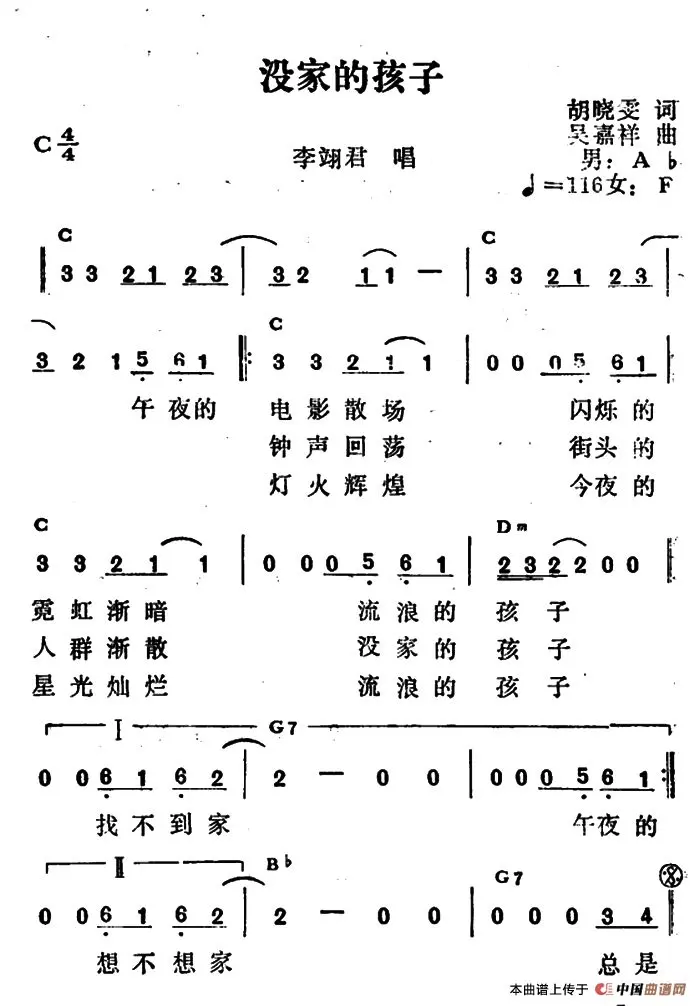 没家的孩子
胡晓雯 词
C 4/4
吴嘉祥 曲
李翊君 唱
男：A ♭
♩=116女：F
C C
3 3 2 1 2 3 | 3 2 1 1 — | 3 3 2 1 2 3
C
3 2 1 5 6 1 ‖: 3 3 2 1 1 | 0 0 0 5 6 1 |
午夜的 电影散场 闪烁的
钟声回荡 街头的
灯火辉煌 今夜的
C Dm
3 3 2 1 1 | 0 0 0 5 6 1 | 2 3 2 2 0 0 |
霓虹渐暗 流浪的 孩子
人群渐散 没家的 孩子
星光灿烂 流浪的 孩子
I G7
0 0 6 1 6 2 | 2 — 0 0 | 0 0 0 5 6 1 :‖
找不到家 午夜的
II B♭ G7
0 0 6 1 6 2 | 2 — 0 0 | 0 0 0 3 4 |
想不想家 总是
本曲谱上传于 中国曲谱网